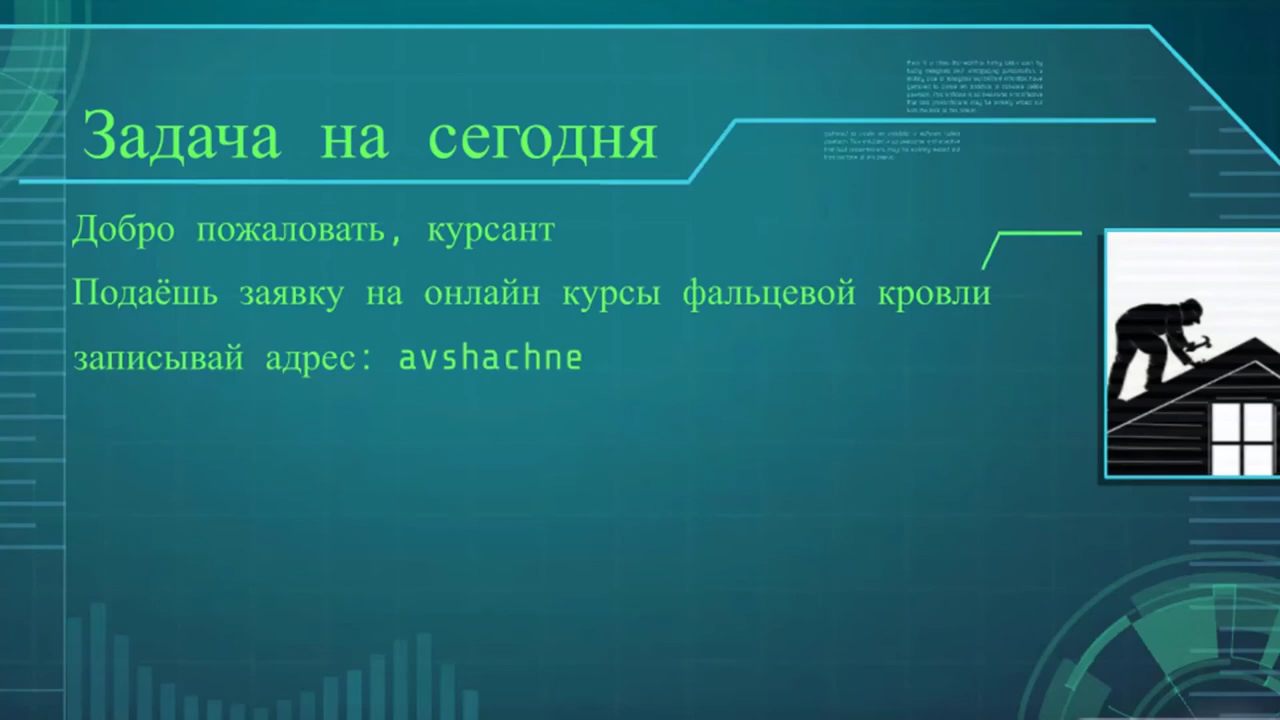 Задача на сегодня
Добро пожаловать, курсант
Подаёшь заявку на онлайн курсы фальцевой кровли
записывай адрес: avshachne